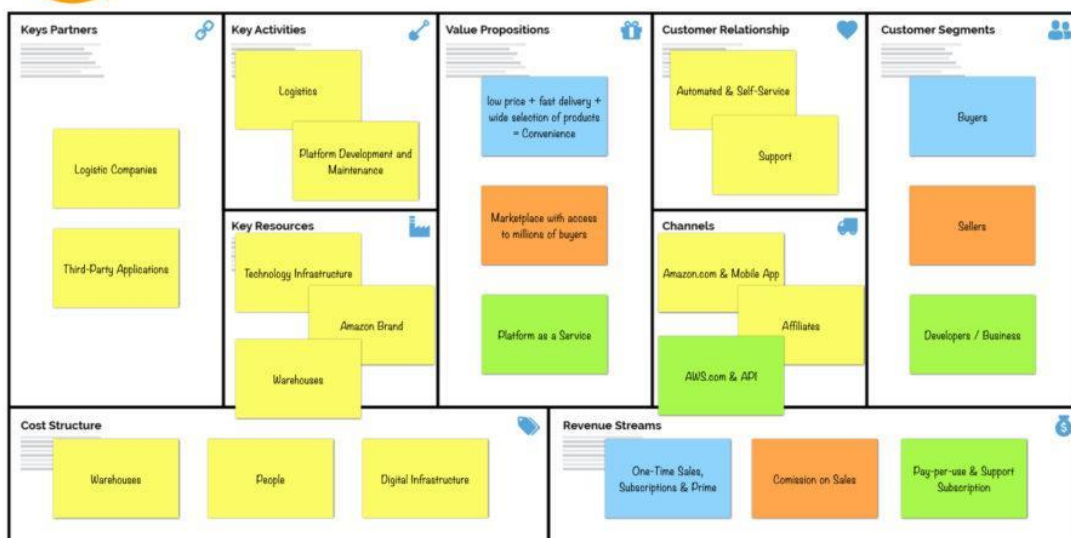 Keys Partners
Logistic Companies
Third-Party Applications
Key Activities
Logistics
Platform Development and
Maintenance
Key Resources
Technology Infrastructure
Amazon Brand
Warehouses
Value Propositions
low price + fast delivery +
wide selection of products
= Convenience
Marketplace with access
to millions of buyers
Platform as a Service
Customer Relationship
Automated & Self-Service
Support
Channels
Amazon.com & Mobile App
Affiliates
AWS.com & API
Customer Segments
Buyers
Sellers
Developers / Business
Cost Structure
Warehouses
People
Digital Infrastructure
Revenue Streams
One-Time Sales,
Subscriptions & Prime
Comission on Sales
Pay-per-use & Support
Subscription